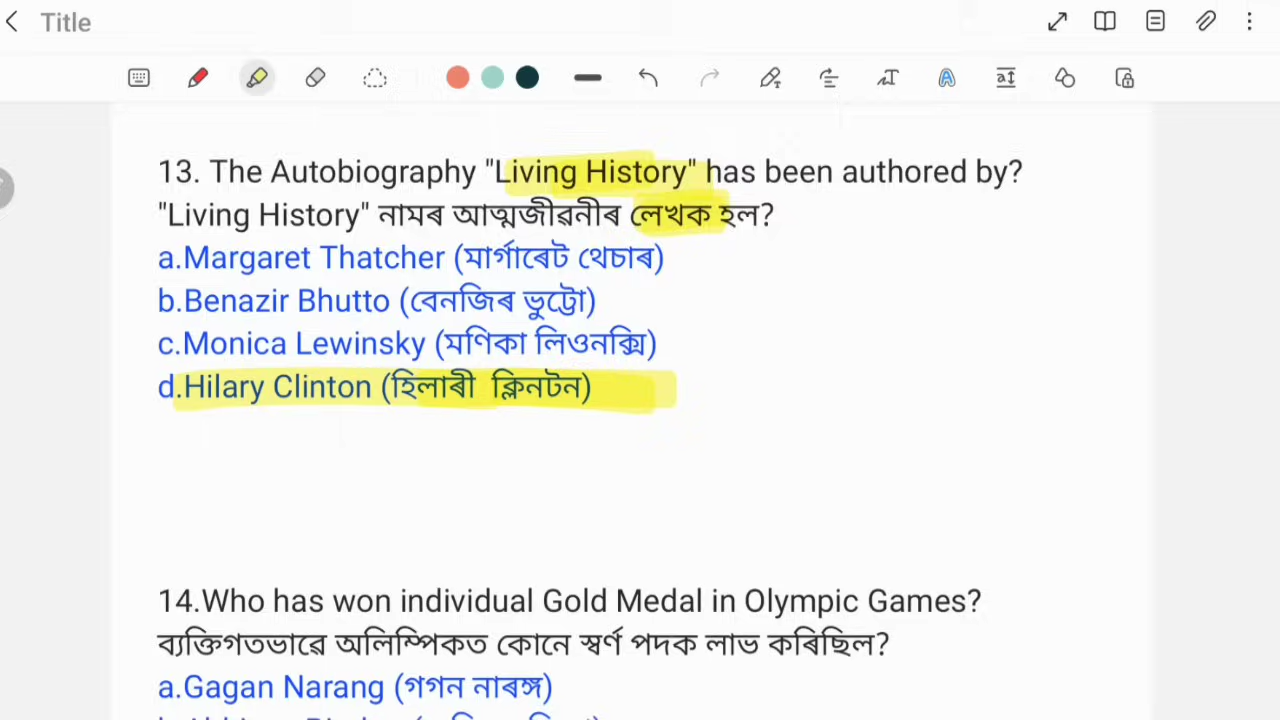 Title
13. The Autobiography "Living History" has been authored by?
"Living History" নামৰ আত্মজীৱনীৰ লেখক হল?
a.Margaret Thatcher (মাৰ্গাৰেট থেচাৰ)
b.Benazir Bhutto (বেনজিৰ ভুট্টো)
c.Monica Lewinsky (মণিকা লিওনক্সি)
d.Hilary Clinton (হিলাৰী ক্লিনটন)
14.Who has won individual Gold Medal in Olympic Games?
ব্যক্তিগতভাৱে অলিম্পিকত কোনে স্বৰ্ণ পদক লাভ কৰিছিল?
a.Gagan Narang (গগন নাৰঙ্গ)